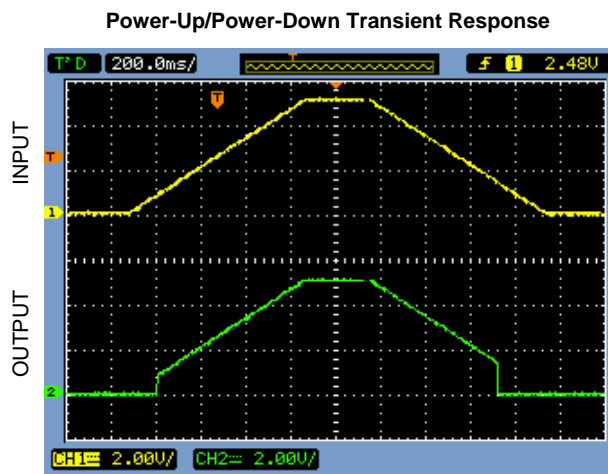 Power-Up/Power-Down Transient Response
T'D 200.0ms/ T 1 2.48V
T
INPUT
T
1
OUTPUT
2
CH1 2.00V/ CH2 2.00V/